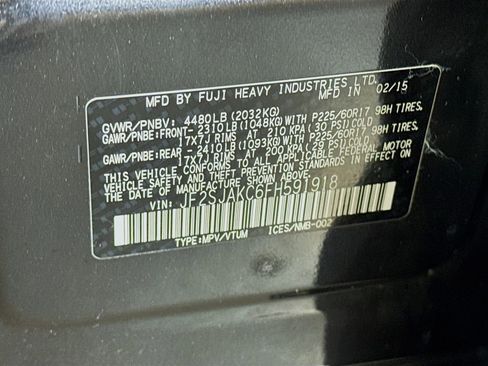 MFD BY FUJI HEAVY INDUSTRIES LTD.
MFD IN 02/15
GVWR/PNBV: 4480LB(2032KG)
GAWR/PNBE:FRONT-2310LB(1048KG)WITH P225/60R17 98H TIRES,
17X7J RIMS AT 210 KPA(30 PSI)COLD
GAWR/PNBE:REAR -2410LB(1093KG)WITH P225/60R17 98H TIRES,
17X7J RIMS AT 200 KPA(29 PSI)COLD
THIS VEHICLE CONFORMS TO ALL APPLICABLE FEDERAL MOTOR
VEHICLE SAFETY AND THEFT PREVENTION STANDARDS IN EFFECT ON
THE DATE OF MANUFACTURE SHOWN ABOVE.
VIN: JF2SJAKC6FH591918
TYPE:MPV/VTUM ICES/NMB-002